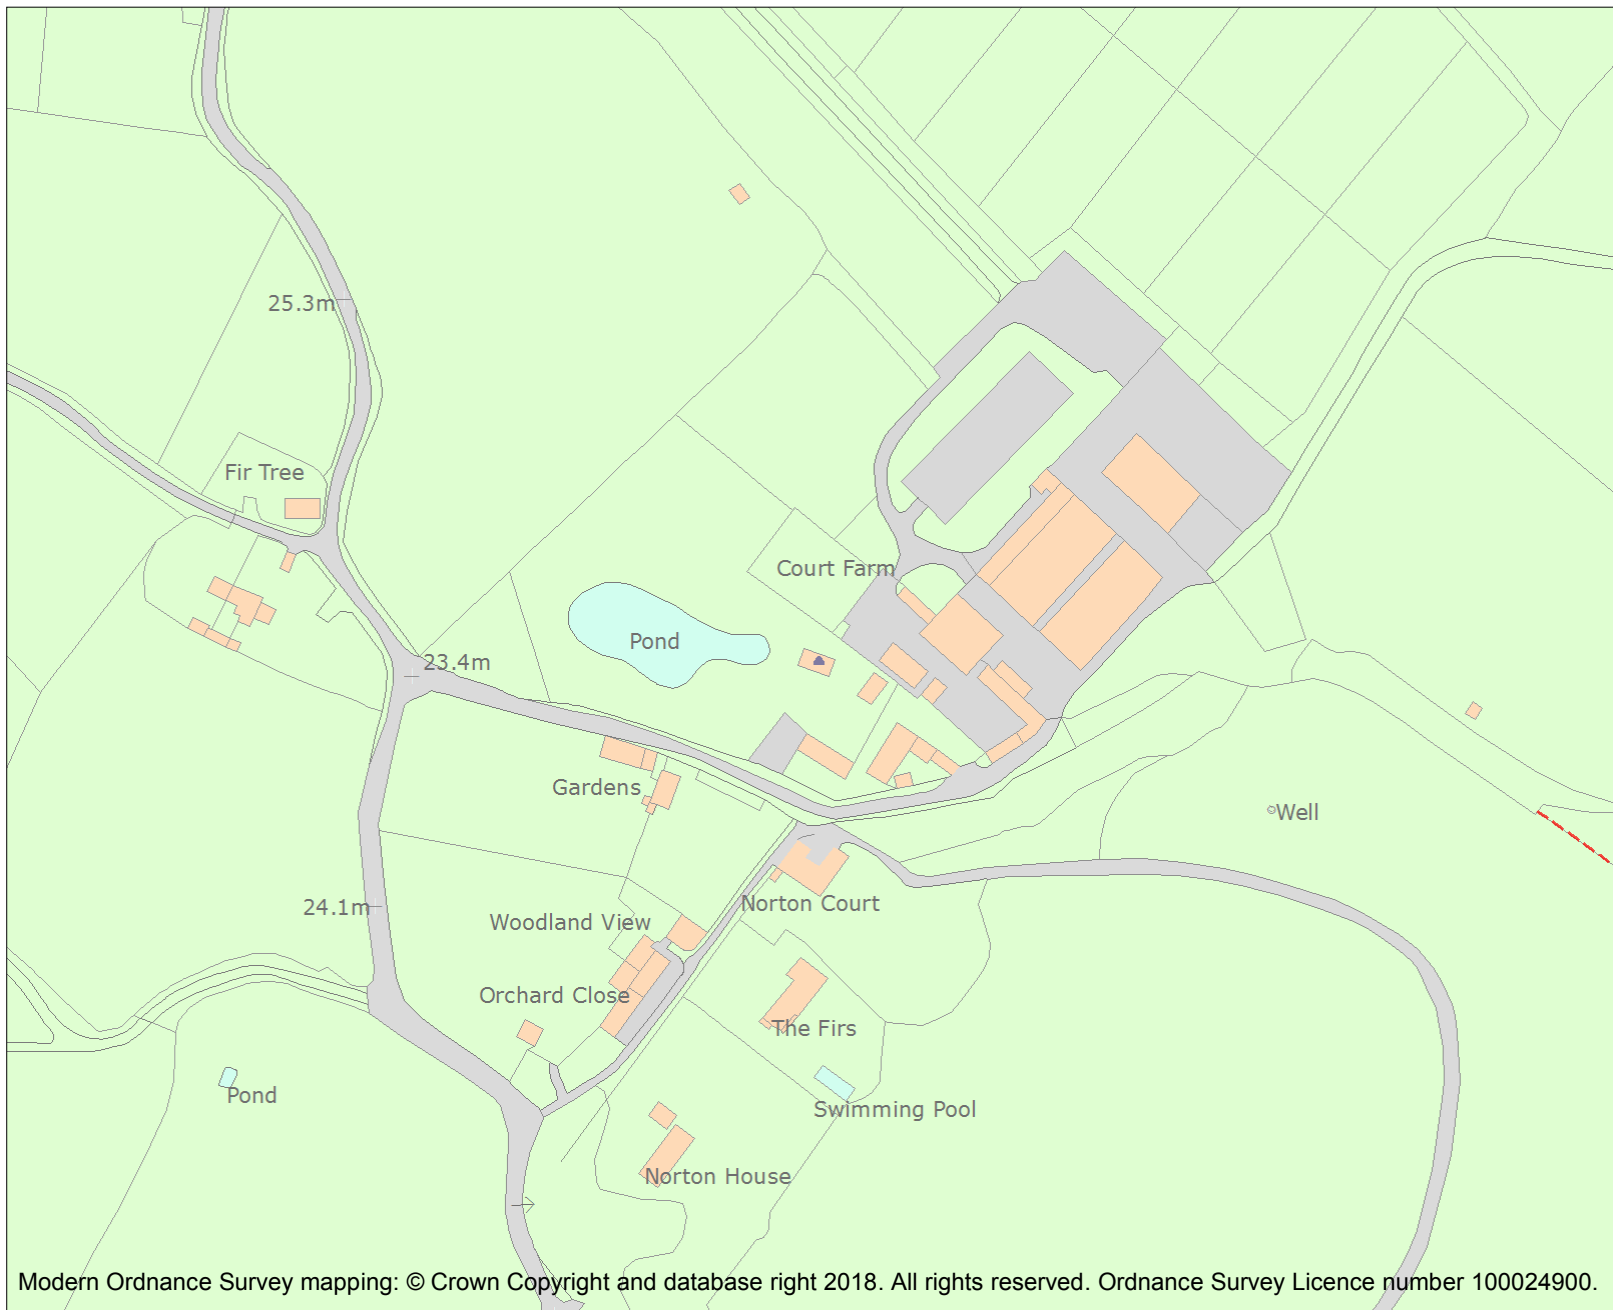 25.3m
Fir Tree
Court Farm
Pond
23.4m
Gardens
Well
Norton Court
24.1m
Woodland View
Orchard Close
The Firs
Pond
Swimming Pool
Norton House
Modern Ordnance Survey mapping: © Crown Copyright and database right 2018. All rights reserved. Ordnance Survey Licence number 100024900.